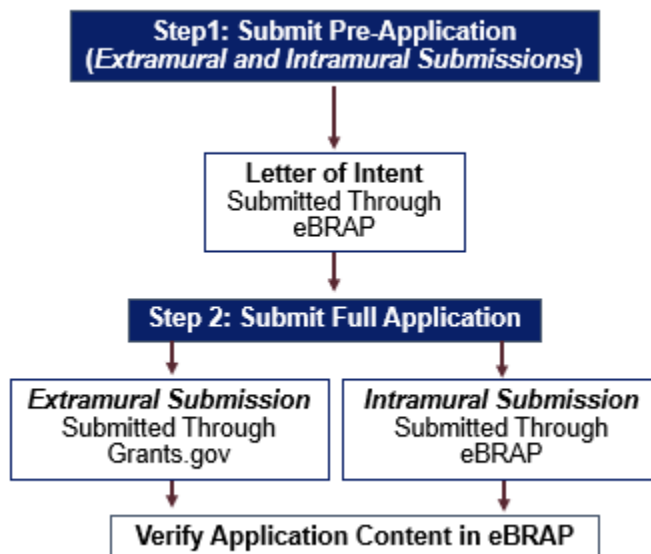 Step1: Submit Pre-Application
(Extramural and Intramural Submissions)
Letter of Intent
Submitted Through
eBRAP
Step 2: Submit Full Application
Extramural Submission
Submitted Through
Grants.gov
Intramural Submission
Submitted Through
eBRAP
Verify Application Content in eBRAP